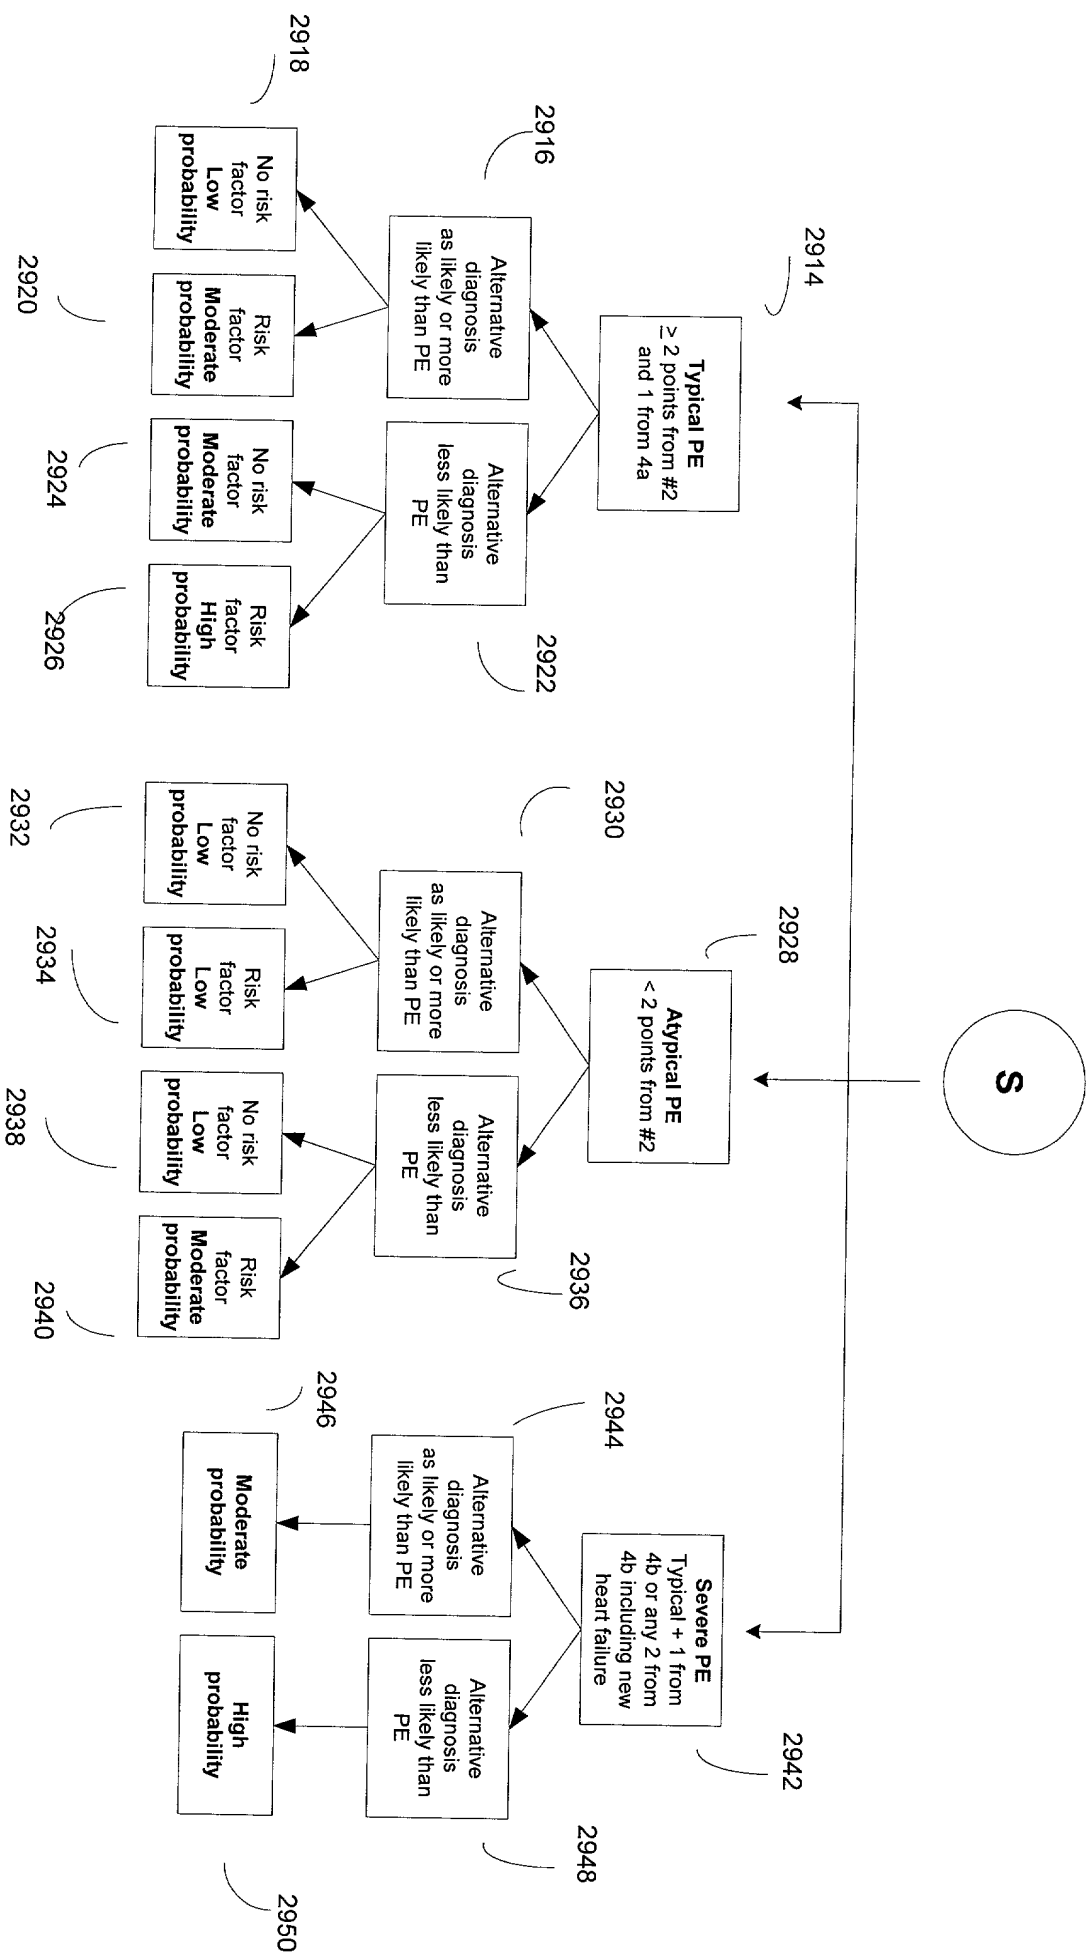 S
2914
Typical PE
≥ 2 points from #2
and 1 from 4a
2928
Atypical PE
< 2 points from #2
Severe PE
Typical + 1 from
4b or any 2 from
4b including new
heart failure
2942
2916
Alternative
diagnosis
as likely or more
likely than PE
Alternative
diagnosis
less likely than
PE
2922
2930
Alternative
diagnosis
as likely or more
likely than PE
Alternative
diagnosis
less likely than
PE
2936
2944
Alternative
diagnosis
as likely or more
likely than PE
Alternative
diagnosis
less likely than
PE
2948
2918
No risk
factor
Low
probability
Risk
factor
Moderate
probability
No risk
factor
Moderate
probability
Risk
factor
High
probability
No risk
factor
Low
probability
Risk
factor
Low
probability
No risk
factor
Low
probability
Risk
factor
Moderate
probability
2946
Moderate
probability
High
probability
2950
2920
2924
2926
2932
2934
2938
2940